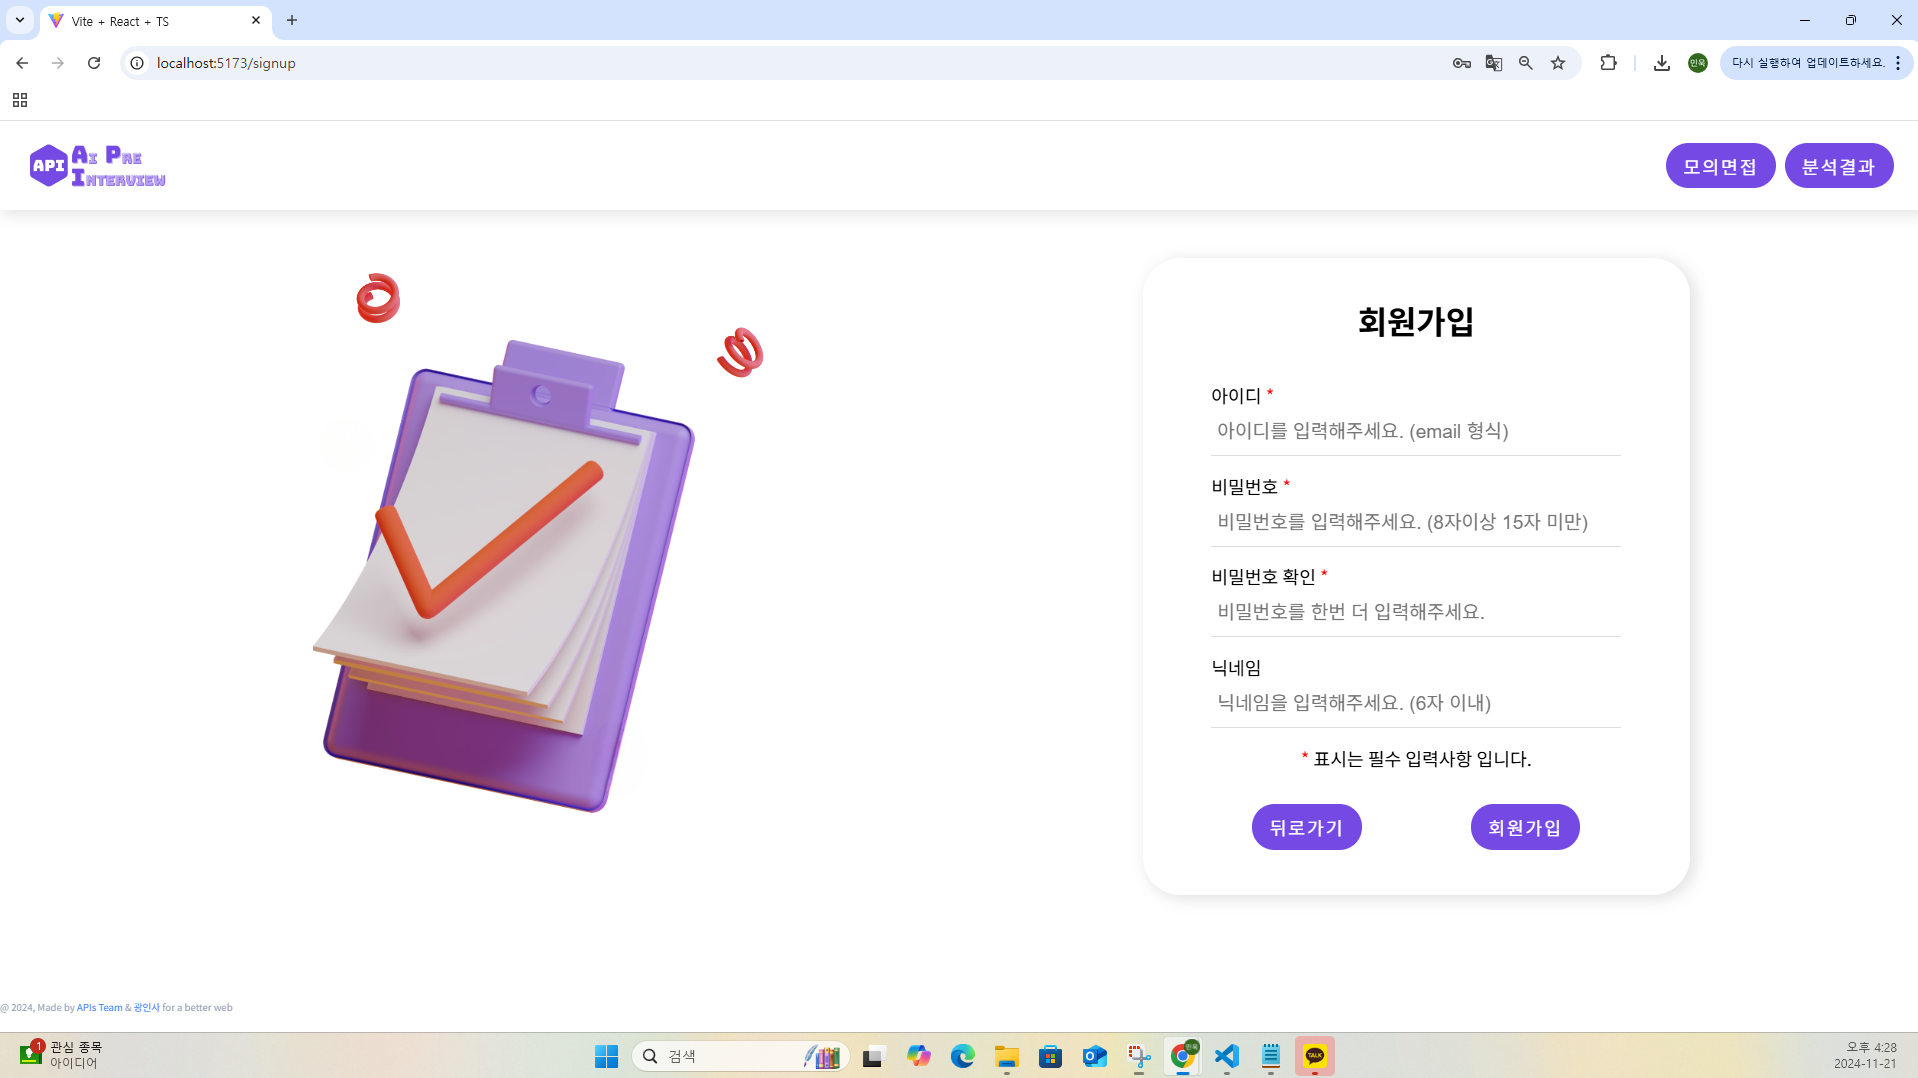 Vite + React + TS
localhost:5173/signup
민욱
다시 실행하여 업데이트하세요.
API
Ai Pre
Interview
모의면접
분석결과
회원가입
아이디 *
아이디를 입력해주세요. (email 형식)
비밀번호 *
비밀번호를 입력해주세요. (8자이상 15자 미만)
비밀번호 확인 *
비밀번호를 한번 더 입력해주세요.
닉네임
닉네임을 입력해주세요. (6자 이내)
* 표시는 필수 입력사항 입니다.
뒤로가기
회원가입
@ 2024, Made by APIs Team & 광인사 for a better web
1
관심 종목
아이디어
검색
민욱
TALK
오후 4:28
2024-11-21